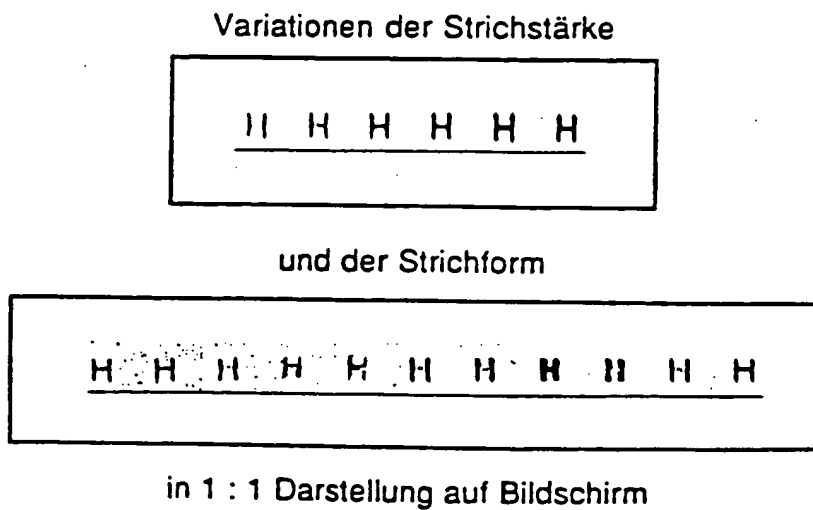 Variationen der Strichstärke
H H H H H H
und der Strichform
H H H H H H H H H H H
in 1 : 1 Darstellung auf Bildschirm